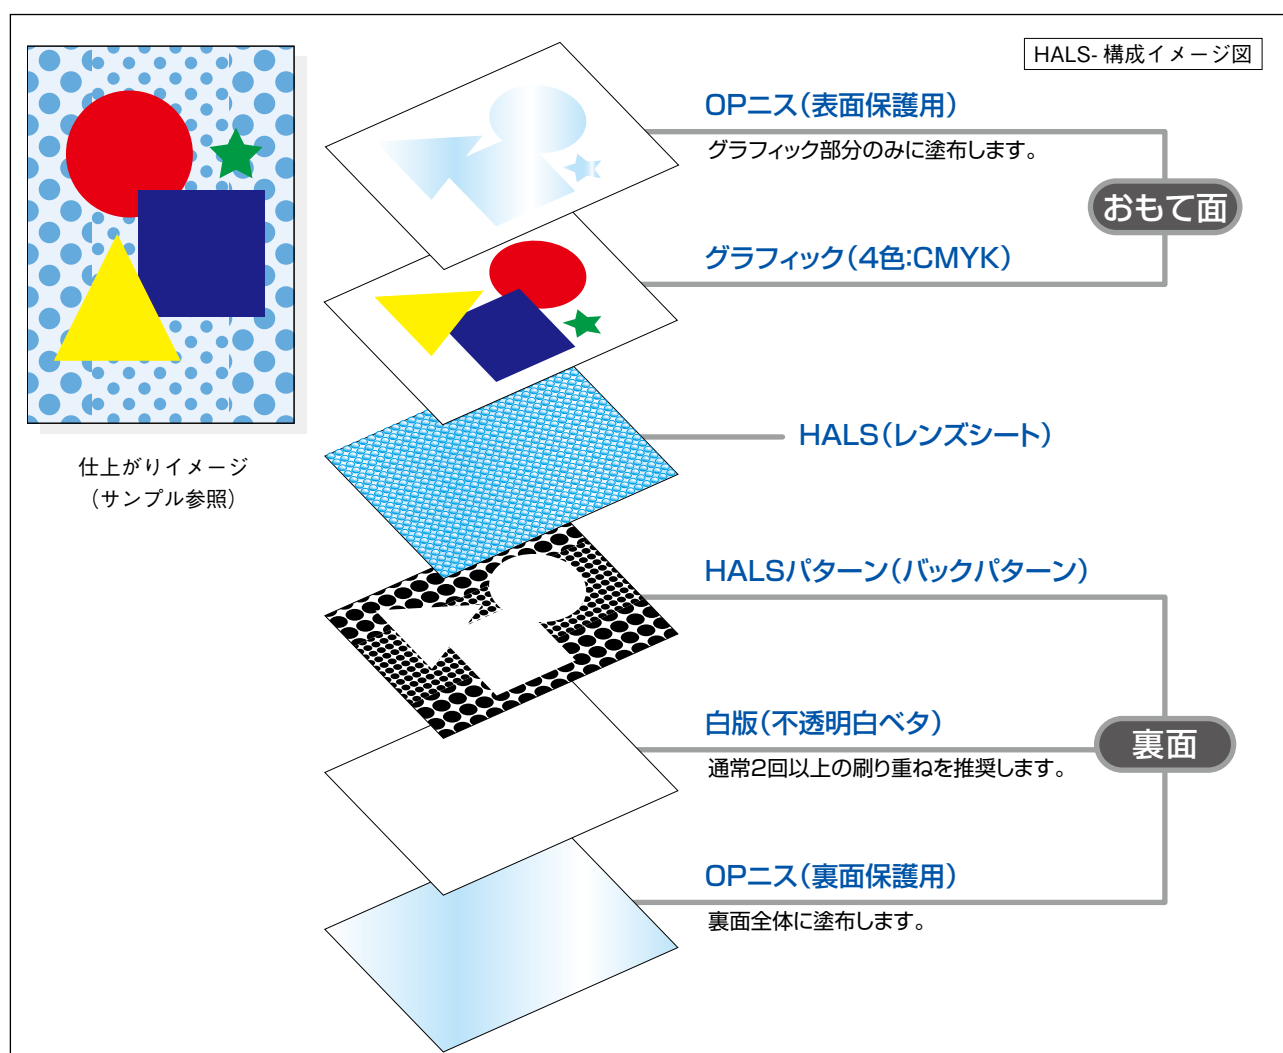 HALS- 構成イメージ図
OPニス(表面保護用)
グラフィック部分のみに塗布します。
おもて面
グラフィック(4色:CMYK)
HALS(レンズシート)
仕上がりイメージ
(サンプル参照)
HALSパターン(バックパターン)
白版(不透明白ベタ)
通常2回以上の刷り重ねを推奨します。
裏面
OPニス(裏面保護用)
裏面全体に塗布します。